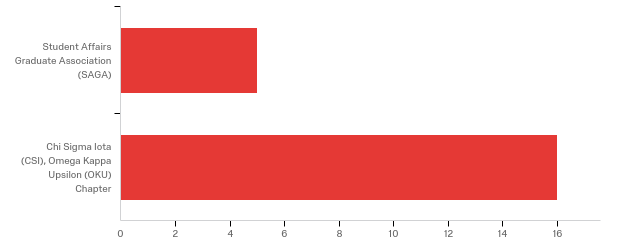 Student Affairs
Graduate Association
(SAGA)
Chi Sigma Iota
(CSI), Omega Kappa
Upsilon (OKU)
Chapter
0 2 4 6 8 10 12 14 16